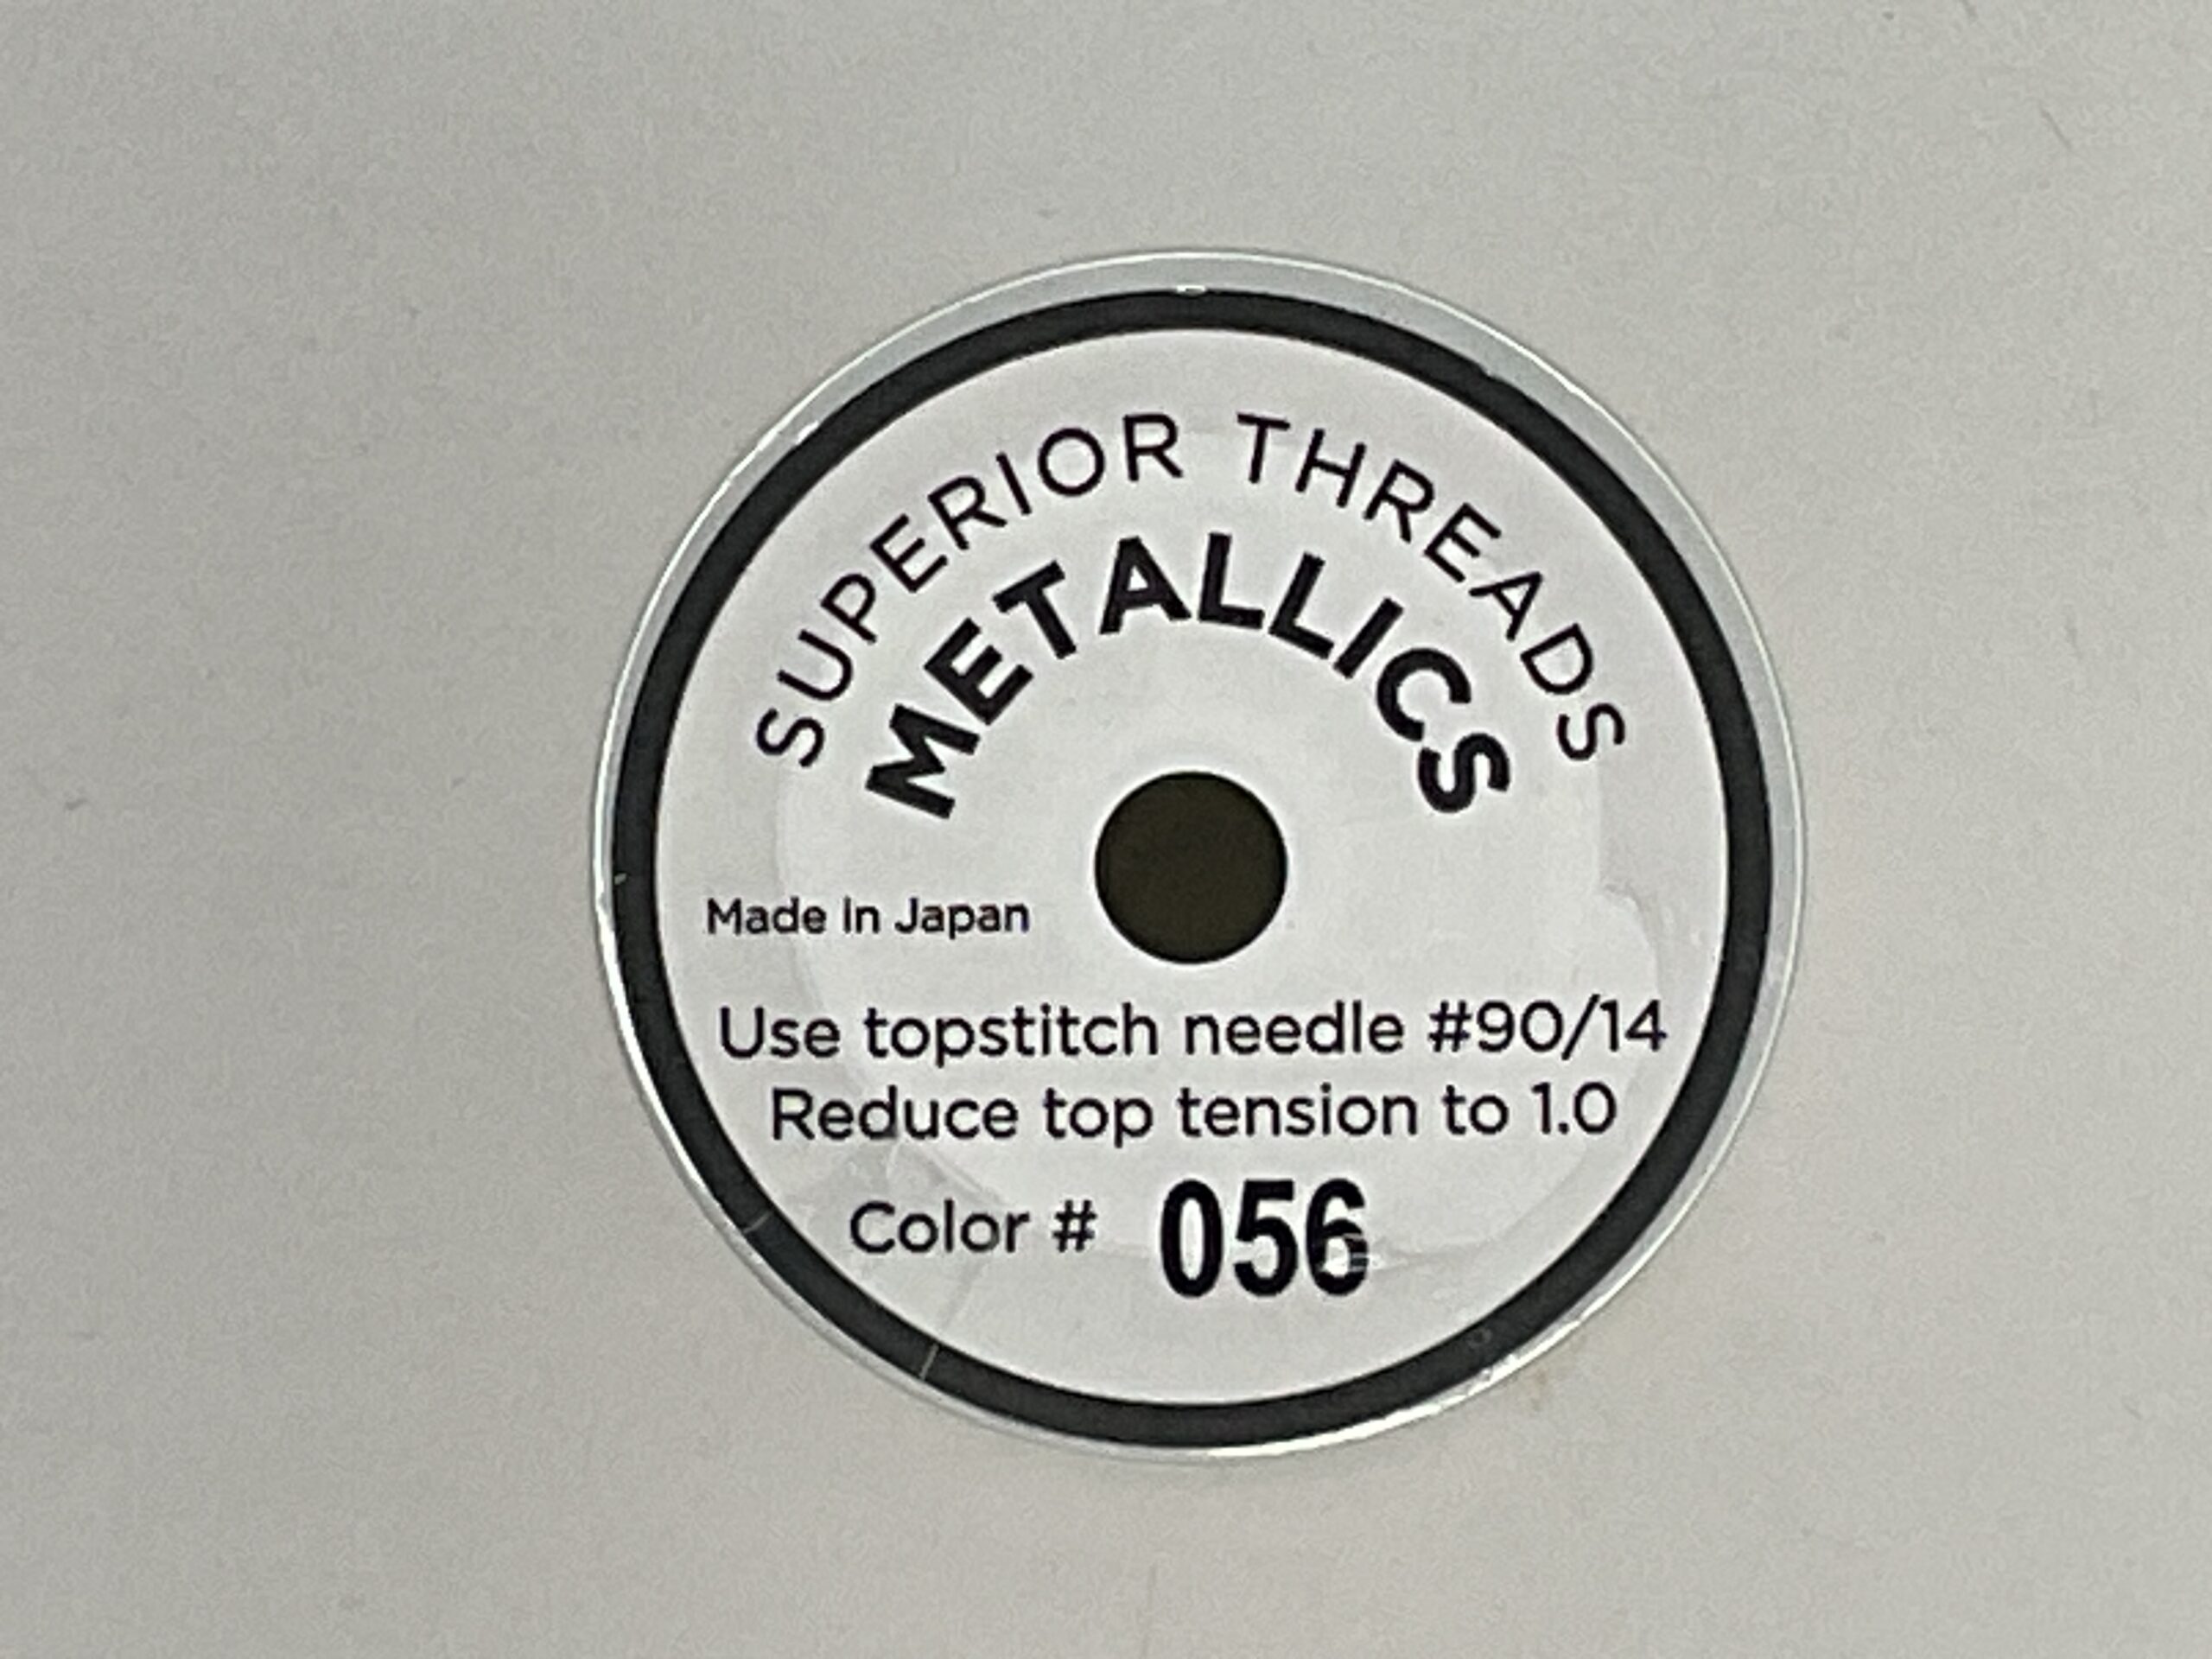 SUPERIOR THREADS
METALLICS
Made In Japan
Use topstitch needle #90/14
Reduce top tension to 1.0
Color # 056